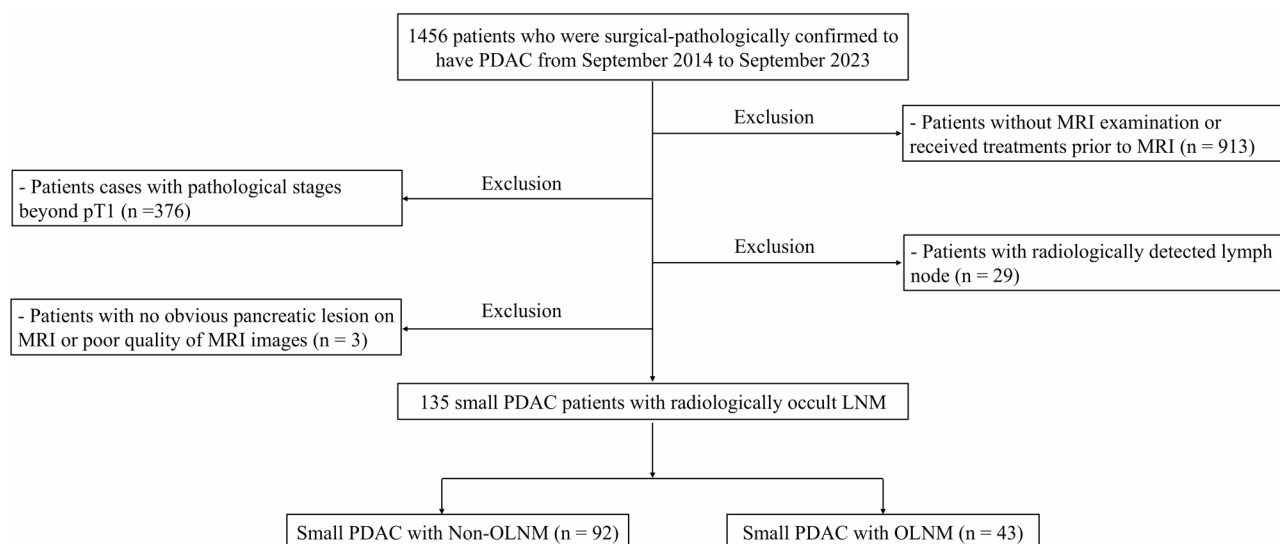 1456 patients who were surgical-pathologically confirmed to
have PDAC from September 2014 to September 2023
Exclusion
- Patients without MRI examination or
received treatments prior to MRI (n = 913)
Exclusion
- Patients cases with pathological stages
beyond pT1 (n =376)
Exclusion
- Patients with radiologically detected lymph
node (n = 29)
Exclusion
- Patients with no obvious pancreatic lesion on
MRI or poor quality of MRI images (n = 3)
135 small PDAC patients with radiologically occult LNM
Small PDAC with Non-OLNM (n = 92)
Small PDAC with OLNM (n = 43)